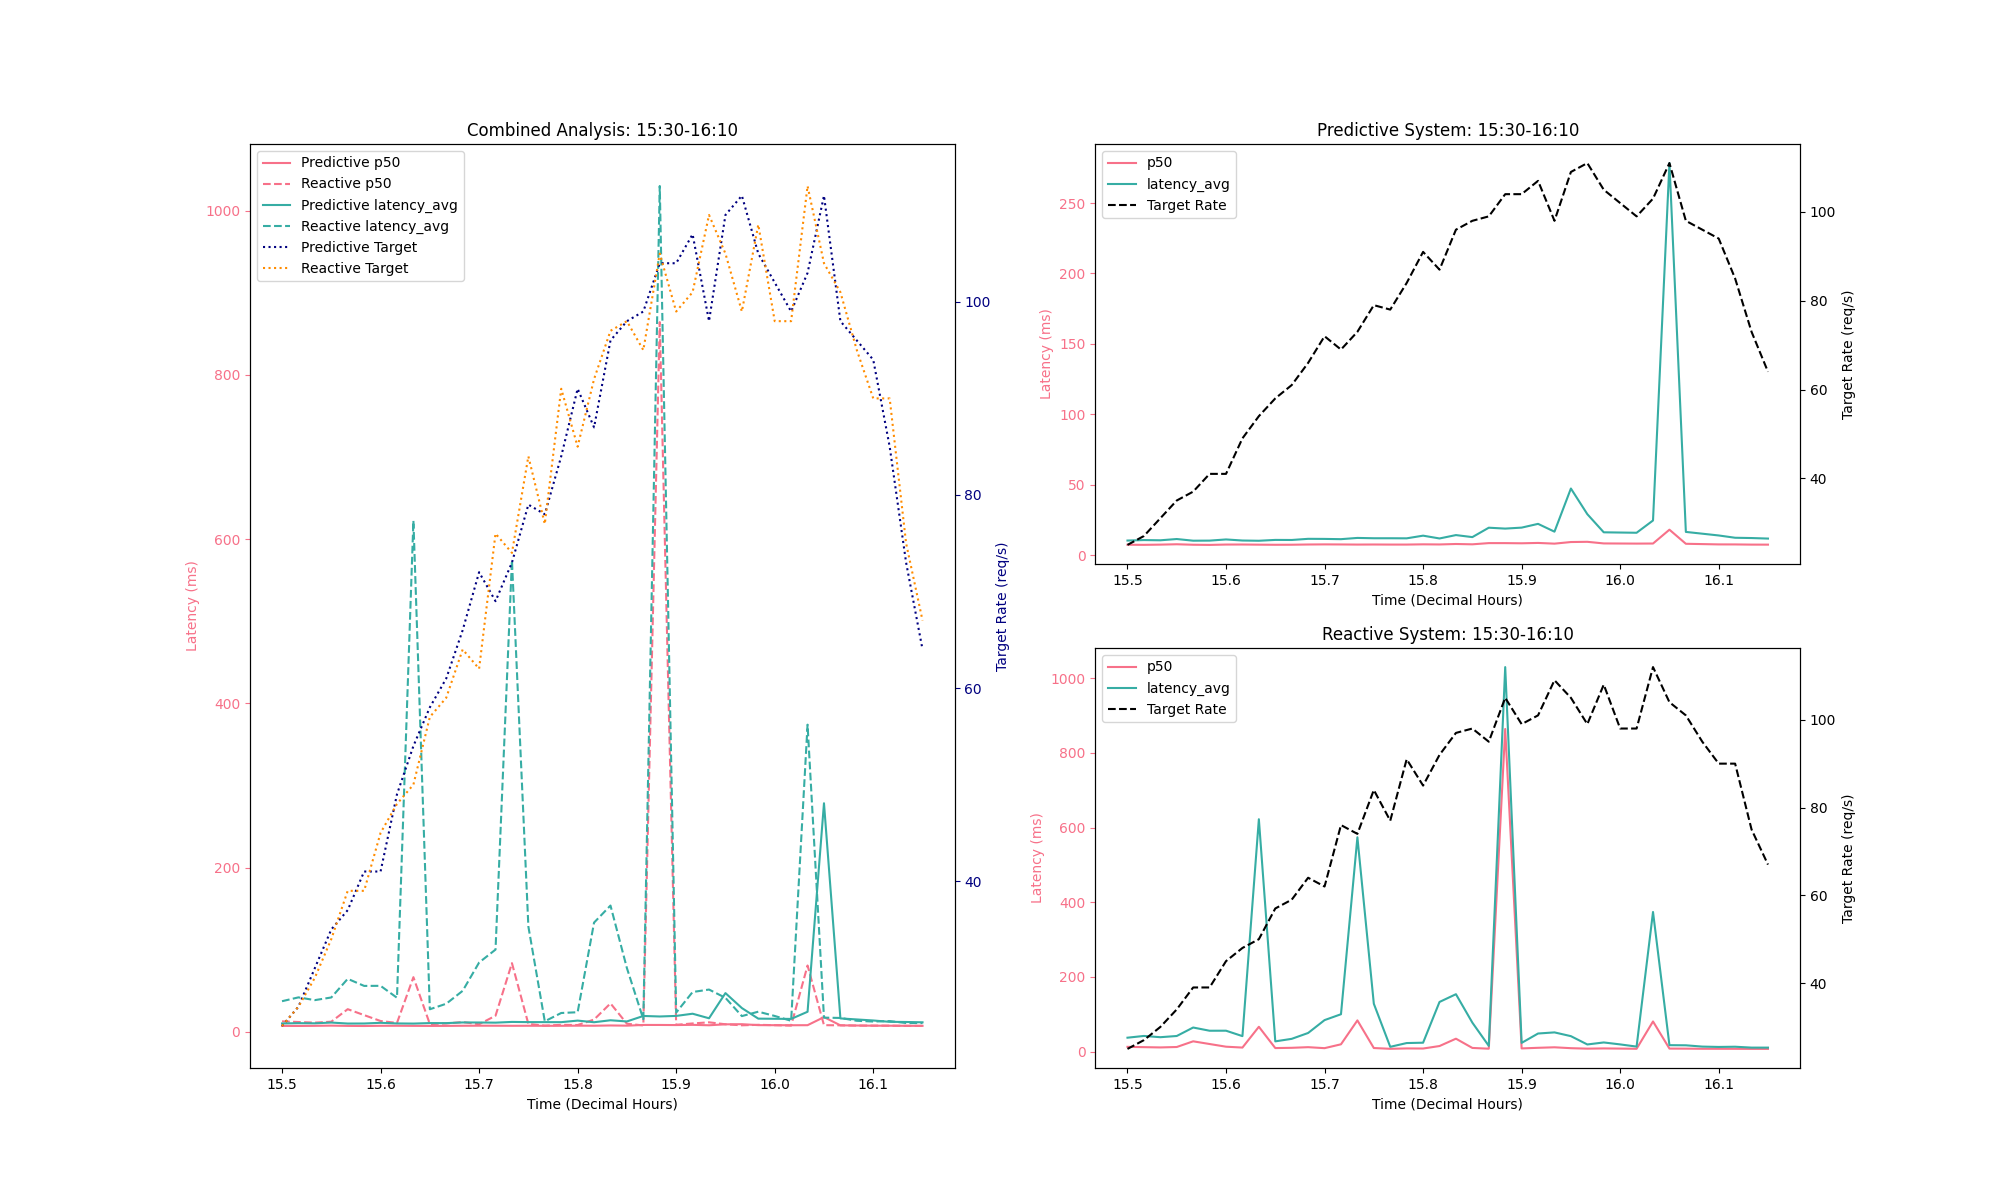 Combined Analysis: 15:30-16:10
Predictive p50
Reactive p50
Predictive latency_avg
Reactive latency_avg
Predictive Target
Reactive Target
Latency (ms)
1000
800
600
400
200
0
Target Rate (req/s)
100
80
60
40
15.5 15.6 15.7 15.8 15.9 16.0 16.1
Time (Decimal Hours)
Predictive System: 15:30-16:10
p50
latency_avg
Target Rate
Latency (ms)
250
200
150
100
50
0
Target Rate (req/s)
100
80
60
40
15.5 15.6 15.7 15.8 15.9 16.0 16.1
Time (Decimal Hours)
Reactive System: 15:30-16:10
p50
latency_avg
Target Rate
Latency (ms)
1000
800
600
400
200
0
Target Rate (req/s)
100
80
60
40
15.5 15.6 15.7 15.8 15.9 16.0 16.1
Time (Decimal Hours)